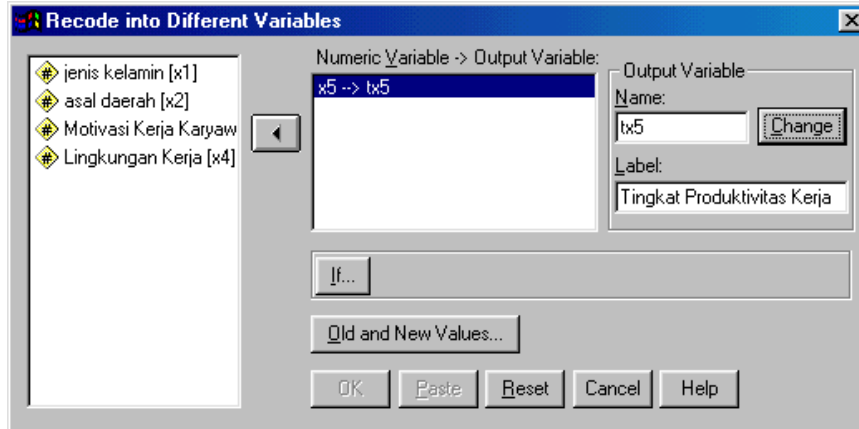 Recode into Different Variables
jenis kelamin [x1]
asal daerah [x2]
Motivasi Kerja Karyaw
Lingkungan Kerja [x4]
Numeric Variable -> Output Variable:
x5 --> tx5
Output Variable
Name:
tx5
Change
Label:
Tingkat Produktivitas Kerja
If...
Old and New Values...
OK
Paste
Reset
Cancel
Help